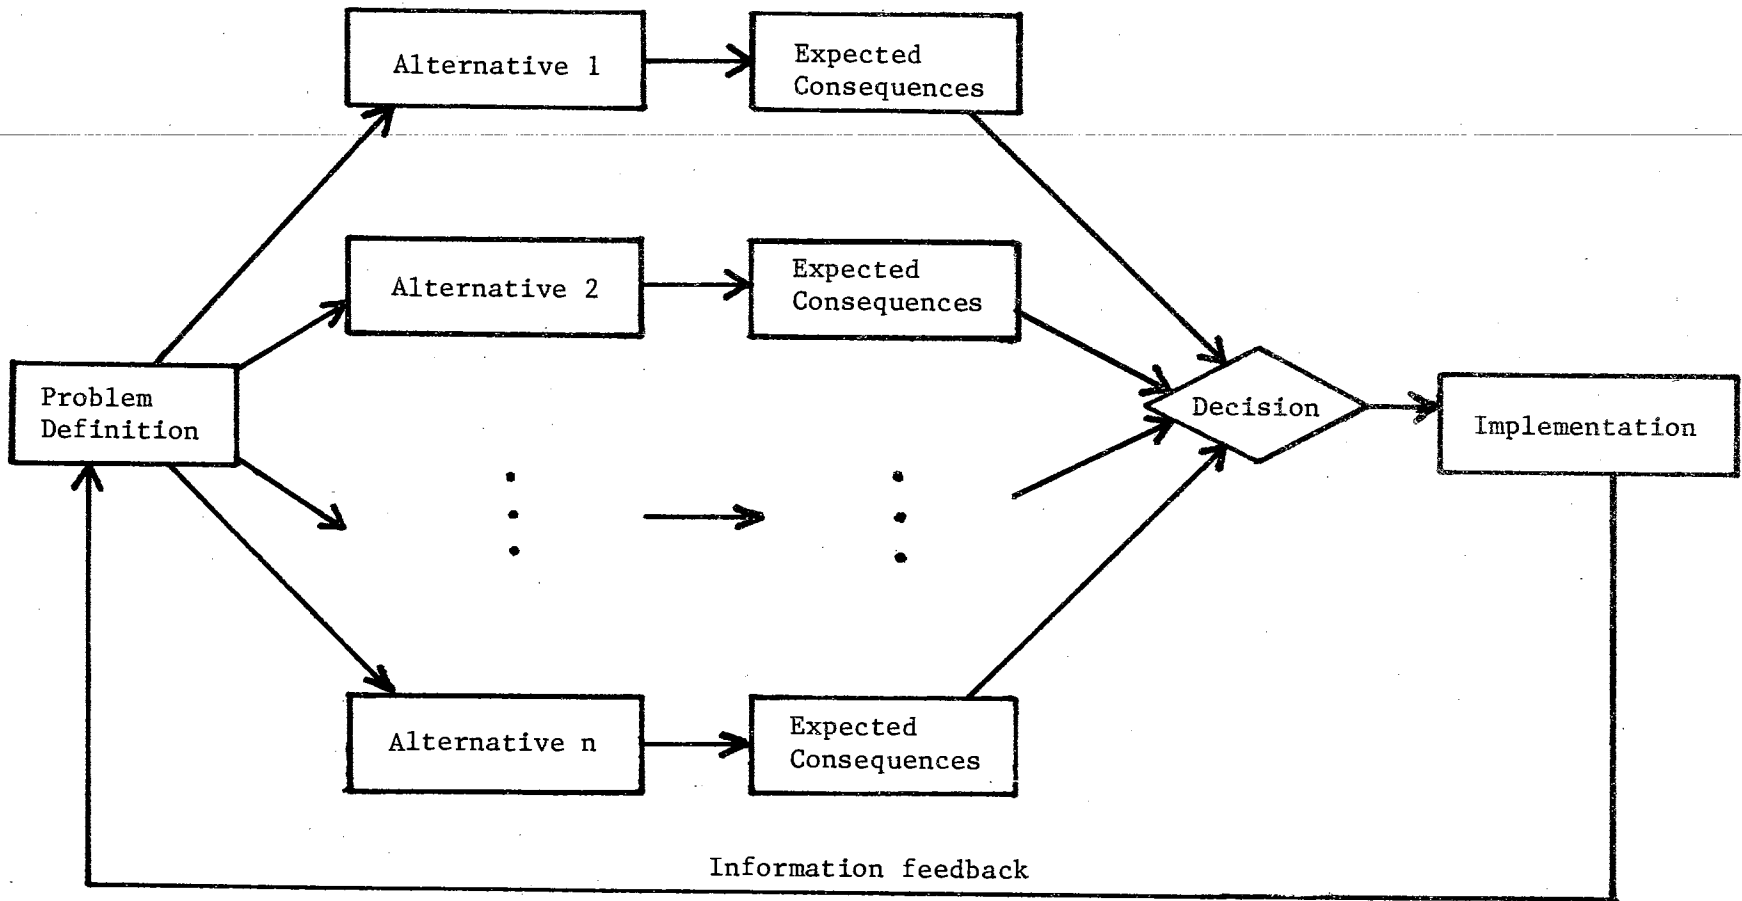 Alternative 1
Expected
Consequences
Alternative 2
Expected
Consequences
Problem
Definition
Decision
Implementation
Alternative n
Expected
Consequences
Information feedback